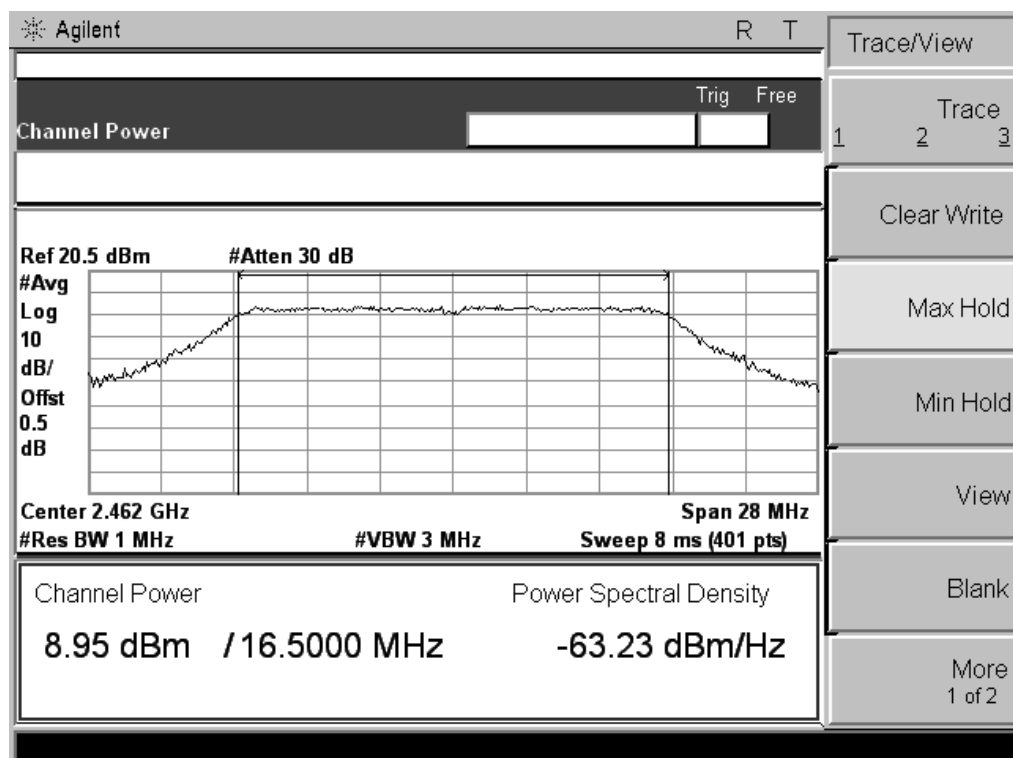 Agilent
R T
Trace/View
Trig Free
Channel Power
Trace
1 2 3
Clear Write
Ref 20.5 dBm #Atten 30 dB
#Avg
Log
10
dB/
Offst
0.5
dB
Max Hold
Min Hold
Center 2.462 GHz Span 28 MHz
#Res BW 1 MHz #VBW 3 MHz Sweep 8 ms (401 pts)
View
Channel Power Power Spectral Density
8.95 dBm / 16.5000 MHz -63.23 dBm/Hz
Blank
More
1 of 2